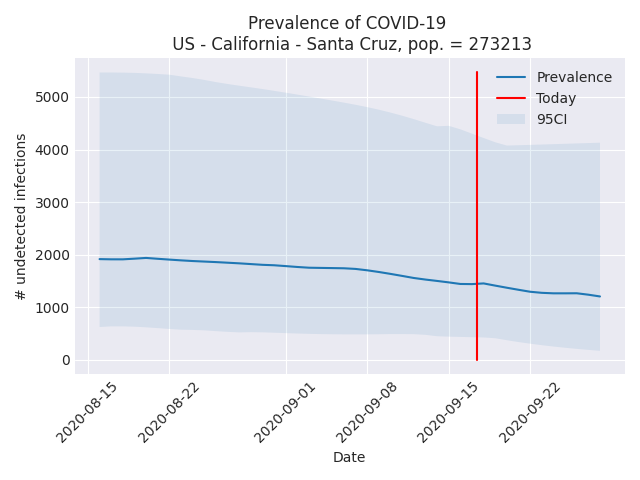 Prevalence of COVID-19
US - California - Santa Cruz, pop. = 273213
Prevalence
Today
95CI
# undetected infections
5000
4000
3000
2000
1000
0
2020-08-15
2020-08-22
2020-09-01
2020-09-08
2020-09-15
2020-09-22
Date